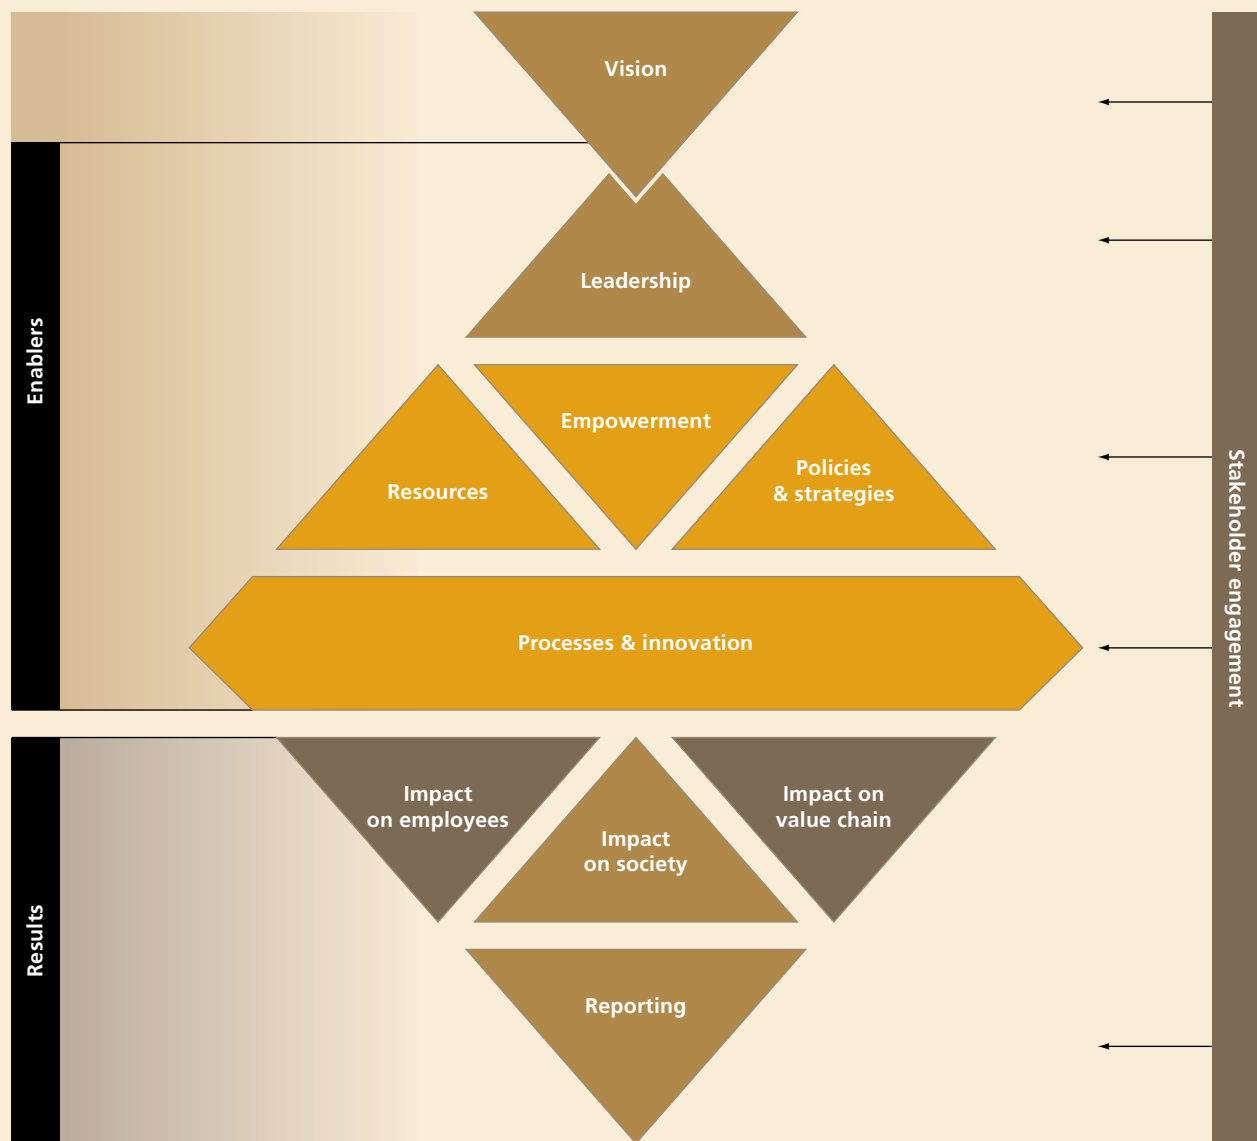 Vision
Enablers
Leadership
Empowerment
Resources
Policies
& strategies
Stakeholder engagement
Processes & innovation
Impact
on employees
Impact on
value chain
Impact
on society
Results
Reporting